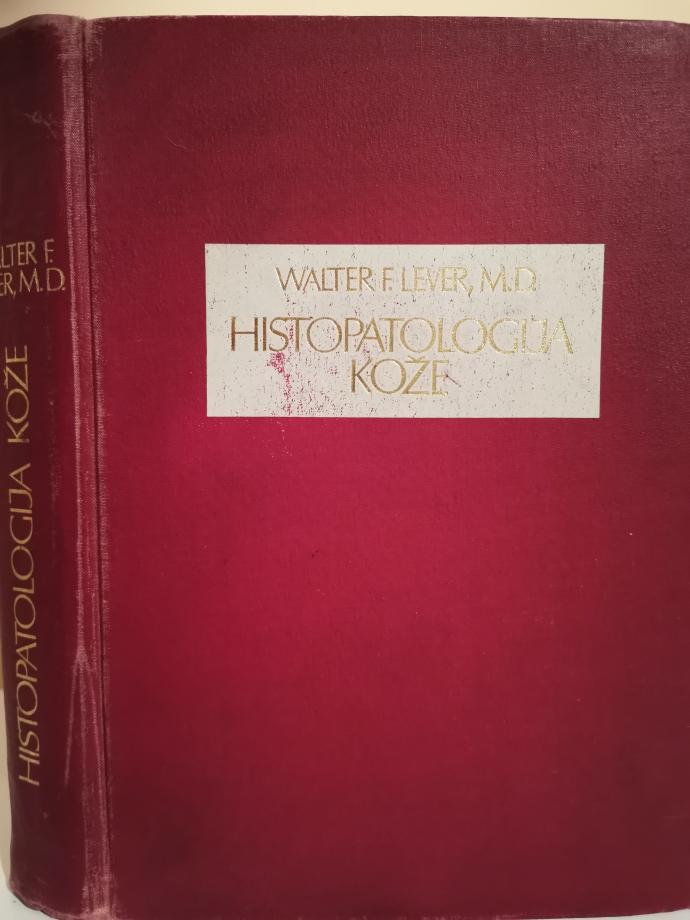 WALTER F. LEVER, M.D.
HISTOPATOLOGIJA
KOŽE
M.D.
HISTOPATOLOGIJA KOŽE